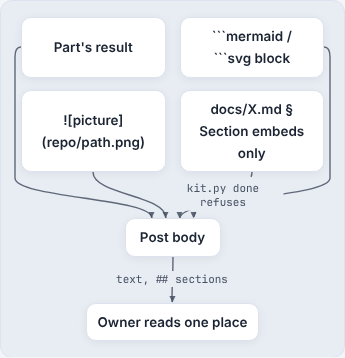 Part's result
```mermaid /
```svg block
![picture]
(repo/path.png)
docs/X.md §
Section embeds
only
kit.py done
refuses
Post body
text, ## sections
Owner reads one place